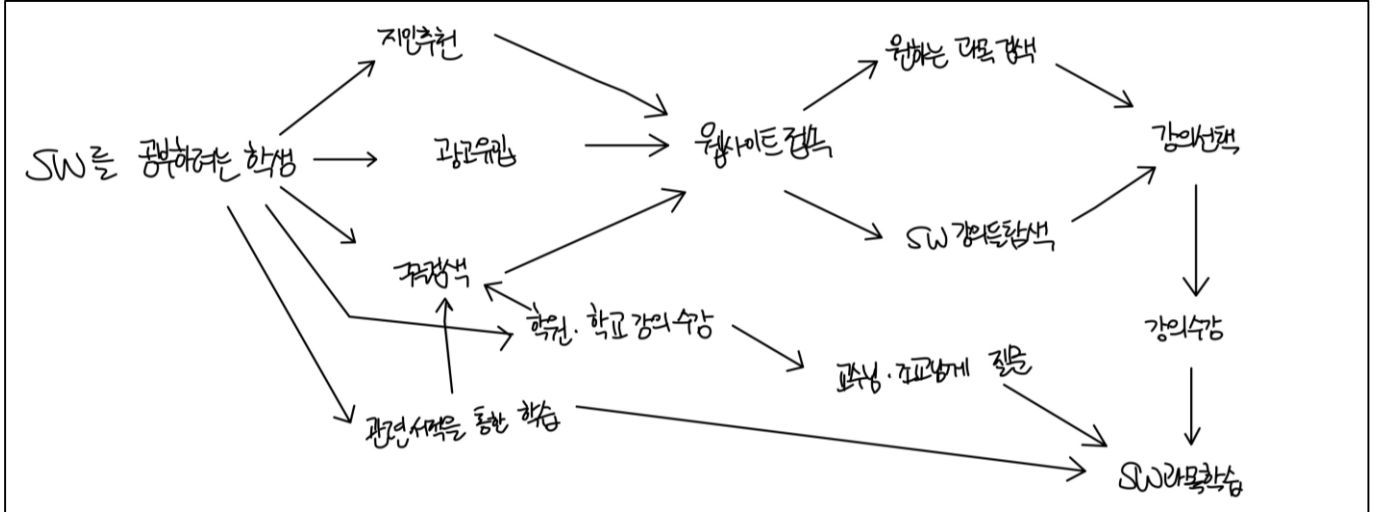 지인추천
원하는 과목 검색
SW를 공부하려는 학생
광고유입
웹사이트 접속
강의선택
SW 강의들탐색
구글검색
학원·학교 강의 수강
강의수강
교수님·조교님께 질문
관련서적을 통한 학습
SW과목학습